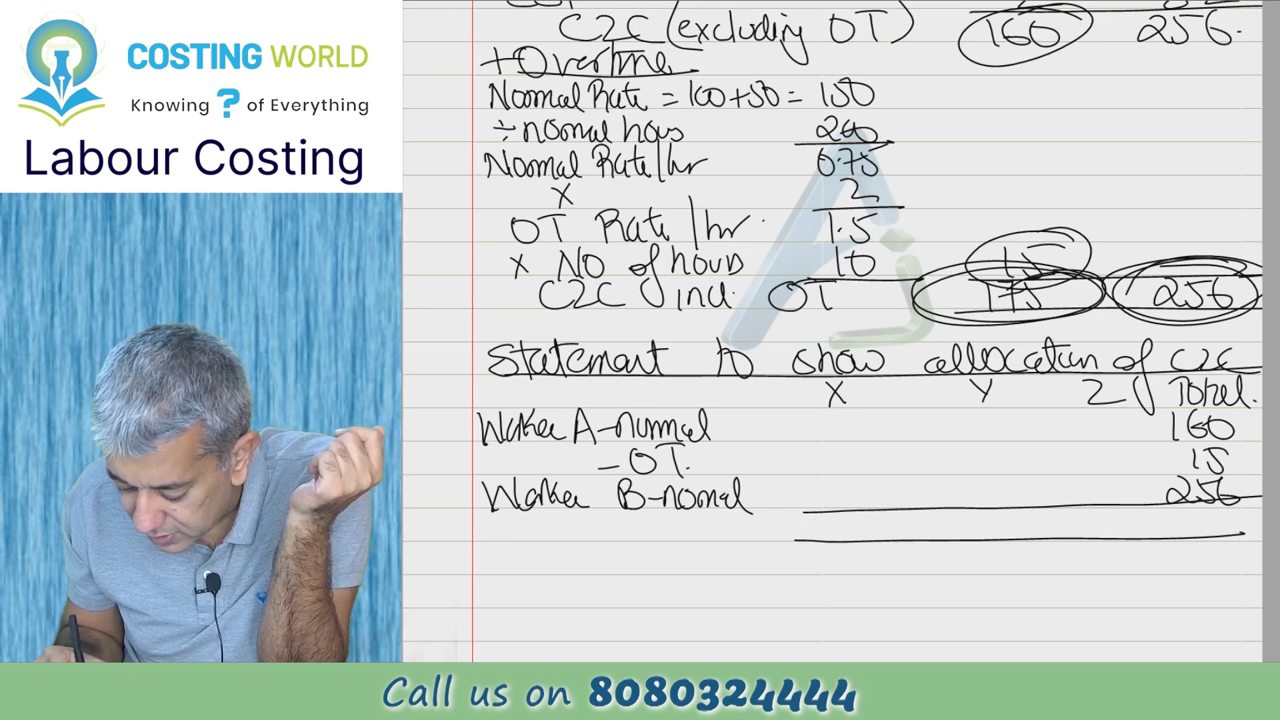 COSTING WORLD
Knowing ? of Everything
Labour Costing
C2C (excluding OT) 160 256.
+ Overtime
Normal Rate = 100+50 = 150
÷ normal hours 200
Normal Rate/hr 0.75
X 2
OT Rate/hr. 1.5
X No of hours 10 15
C2C incl. OT 175 256
Statement to show allocation of C2C
X Y Z Total.
Worker A-normal 160
- OT. 15
Worker B-normal 256
Call us on 8080324444